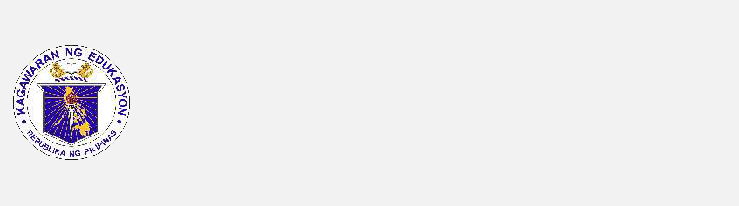 KAGAWARAN NG EDUKASYON
REPUBLIKA NG PILIPINAS